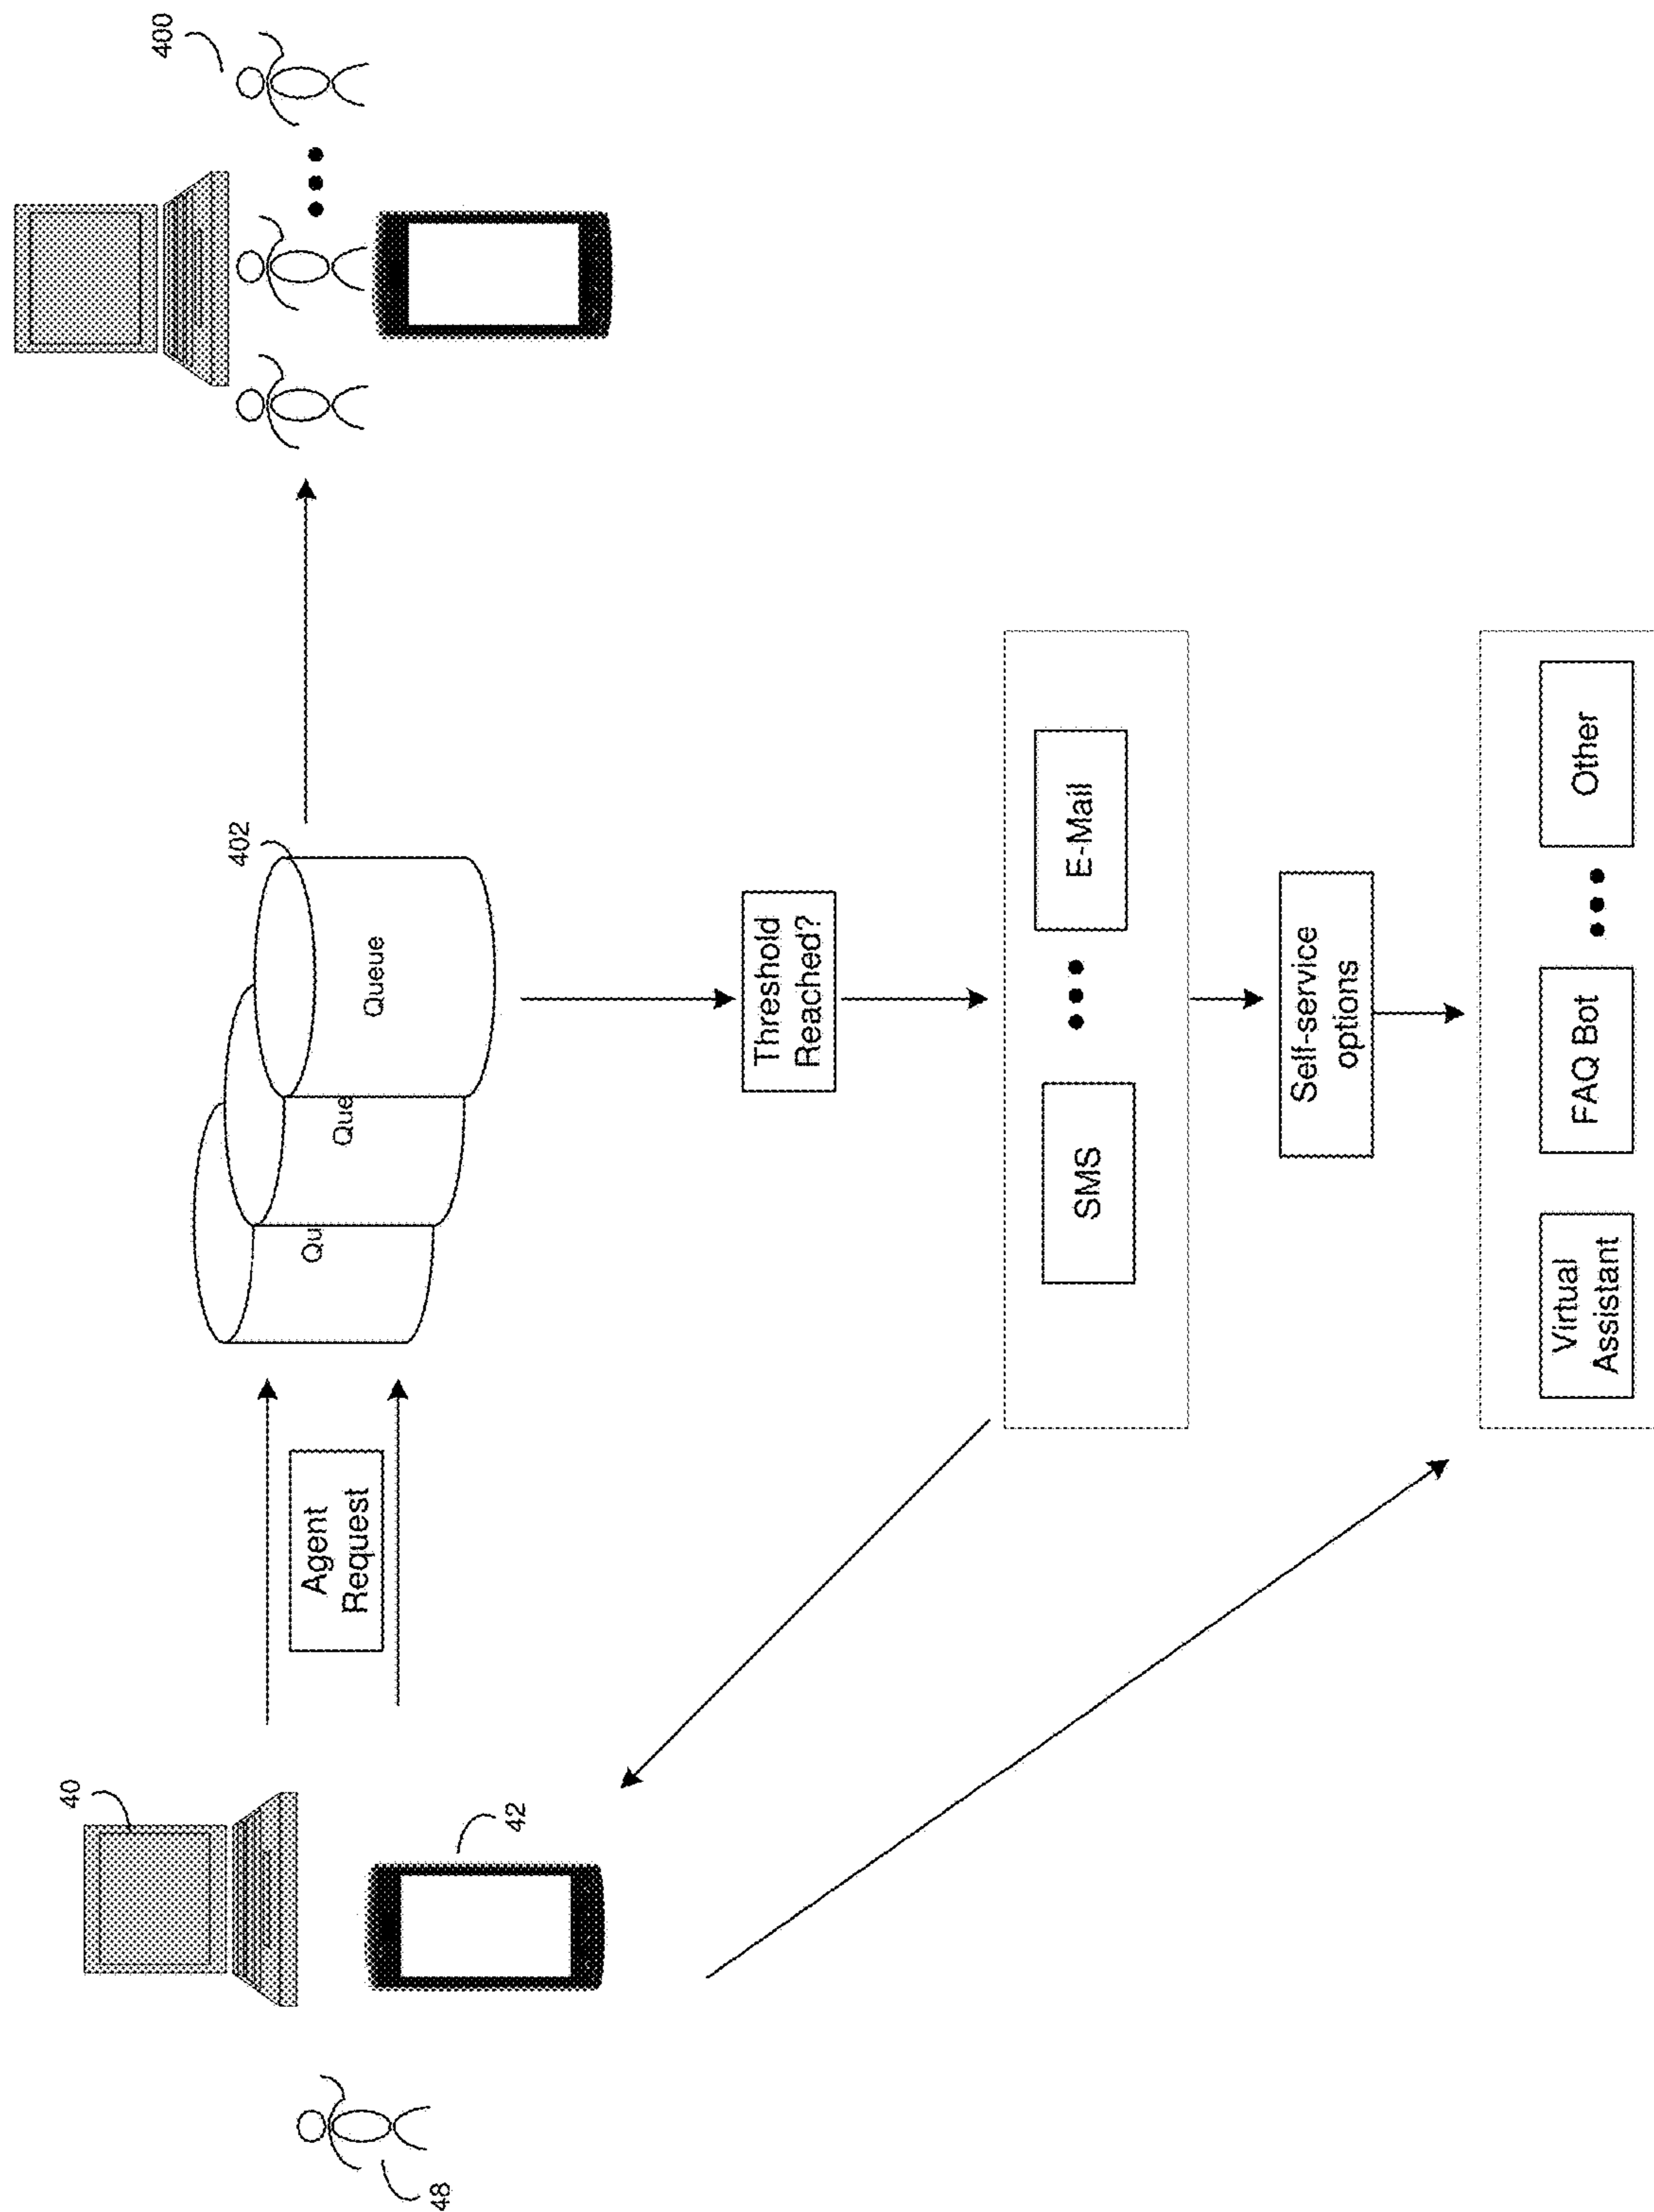 400
402
40
42
48
Agent
Request
Queue
Que
Qu
Threshold
Reached?
SMS
E-Mail
Self-service
options
Virtual
Assistant
FAQ Bot
Other